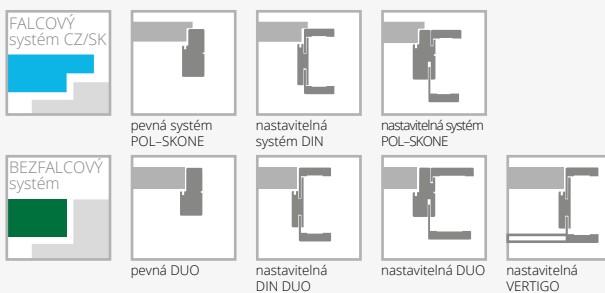 FALCOVÝ
systém CZ/SK
pevná systém
POL–SKONE
nastavitelná
systém DIN
nastavitelná systém
POL–SKONE
BEZFALCOVÝ
systém
pevná DUO
nastavitelná
DIN DUO
nastavitelná DUO
nastavitelná
VERTIGO